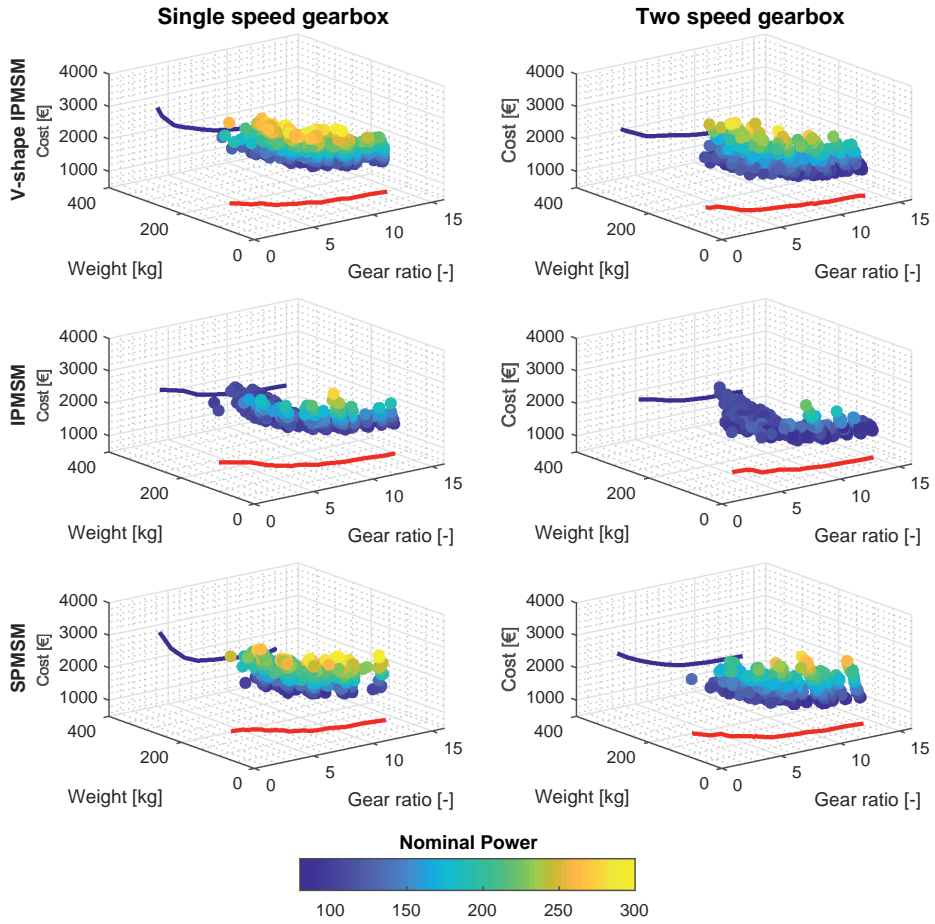 Single speed gearbox
Two speed gearbox
V-shape IPMSM
Cost [€]
4000
3000
2000
1000
400
200
0
Weight [kg]
0
5
10
15
Gear ratio [-]
Cost [€]
4000
3000
2000
1000
400
200
0
Weight [kg]
0
5
10
15
Gear ratio [-]
IPMSM
Cost [€]
4000
3000
2000
1000
400
200
0
Weight [kg]
0
5
10
15
Gear ratio [-]
Cost [€]
4000
3000
2000
1000
400
200
0
Weight [kg]
0
5
10
15
Gear ratio [-]
SPMSM
Cost [€]
4000
3000
2000
1000
400
200
0
Weight [kg]
0
5
10
15
Gear ratio [-]
Cost [€]
4000
3000
2000
1000
400
200
0
Weight [kg]
0
5
10
15
Gear ratio [-]
Nominal Power
100
150
200
250
300